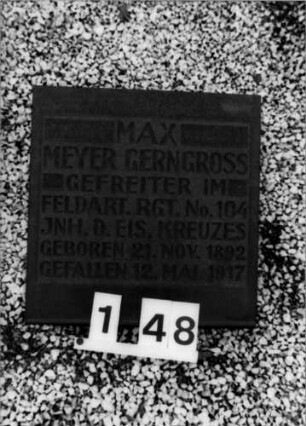 MAX
MEYER GERNGROSS
GEFREITER IM
FELDART. RGT. No. 104
JNH. D. EIS. KREUZES
GEBOREN 21. NOV. 1892
GEFALLEN 12. MAI 1917
148